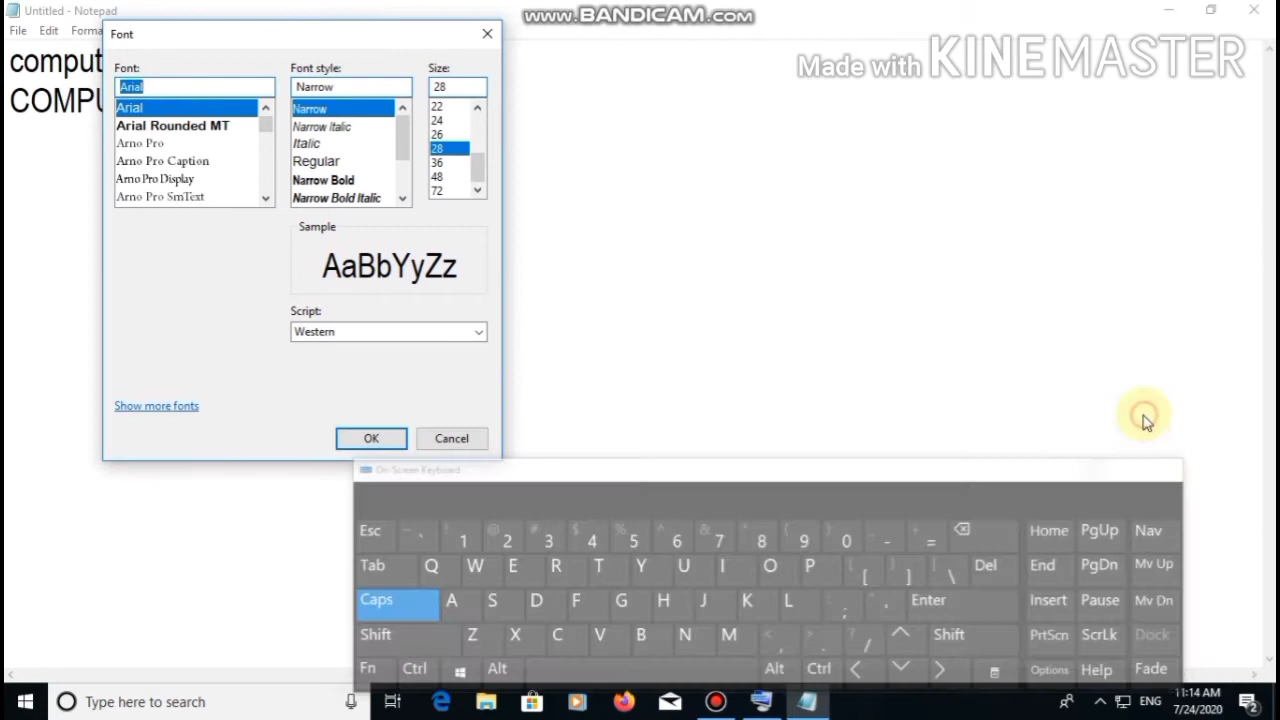 Untitled - Notepad
www.BANDICAM.com
File Edit Forma
Made with KINEMASTER
comput
COMPU
Font
Font: Font style: Size:
Arial Narrow 28
Arial
Arial Rounded MT
Arno Pro
Arno Pro Caption
Arno Pro Display
Arno Pro SmText
Narrow
Narrow Italic
Italic
Regular
Narrow Bold
Narrow Bold Italic
22
24
26
28
36
48
72
Sample
AaBbYyZz
Script:
Western
Show more fonts
OK Cancel
On-Screen Keyboard
Esc ~ ` ! 1 @ 2 # 3 $ 4 % 5 ^ 6 & 7 * 8 ( 9 ) 0 _ - + = Home PgUp Nav
Tab Q W E R T Y U I O P { [ } ] | \ Del End PgDn Mv Up
Caps A S D F G H J K L : ; " ' Enter Insert Pause Mv Dn
Shift Z X C V B N M < , > . ? / Shift PrtScn ScrLk Dock
Fn Ctrl Alt Alt Ctrl Options Help Fade
Type here to search
ENG
11:14 AM
7/24/2020
2